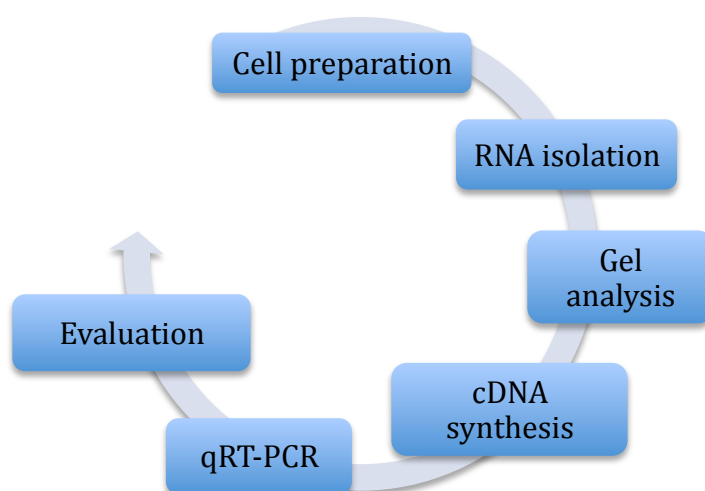 Cell preparation
RNA isolation
Gel
analysis
cDNA
synthesis
qRT-PCR
Evaluation